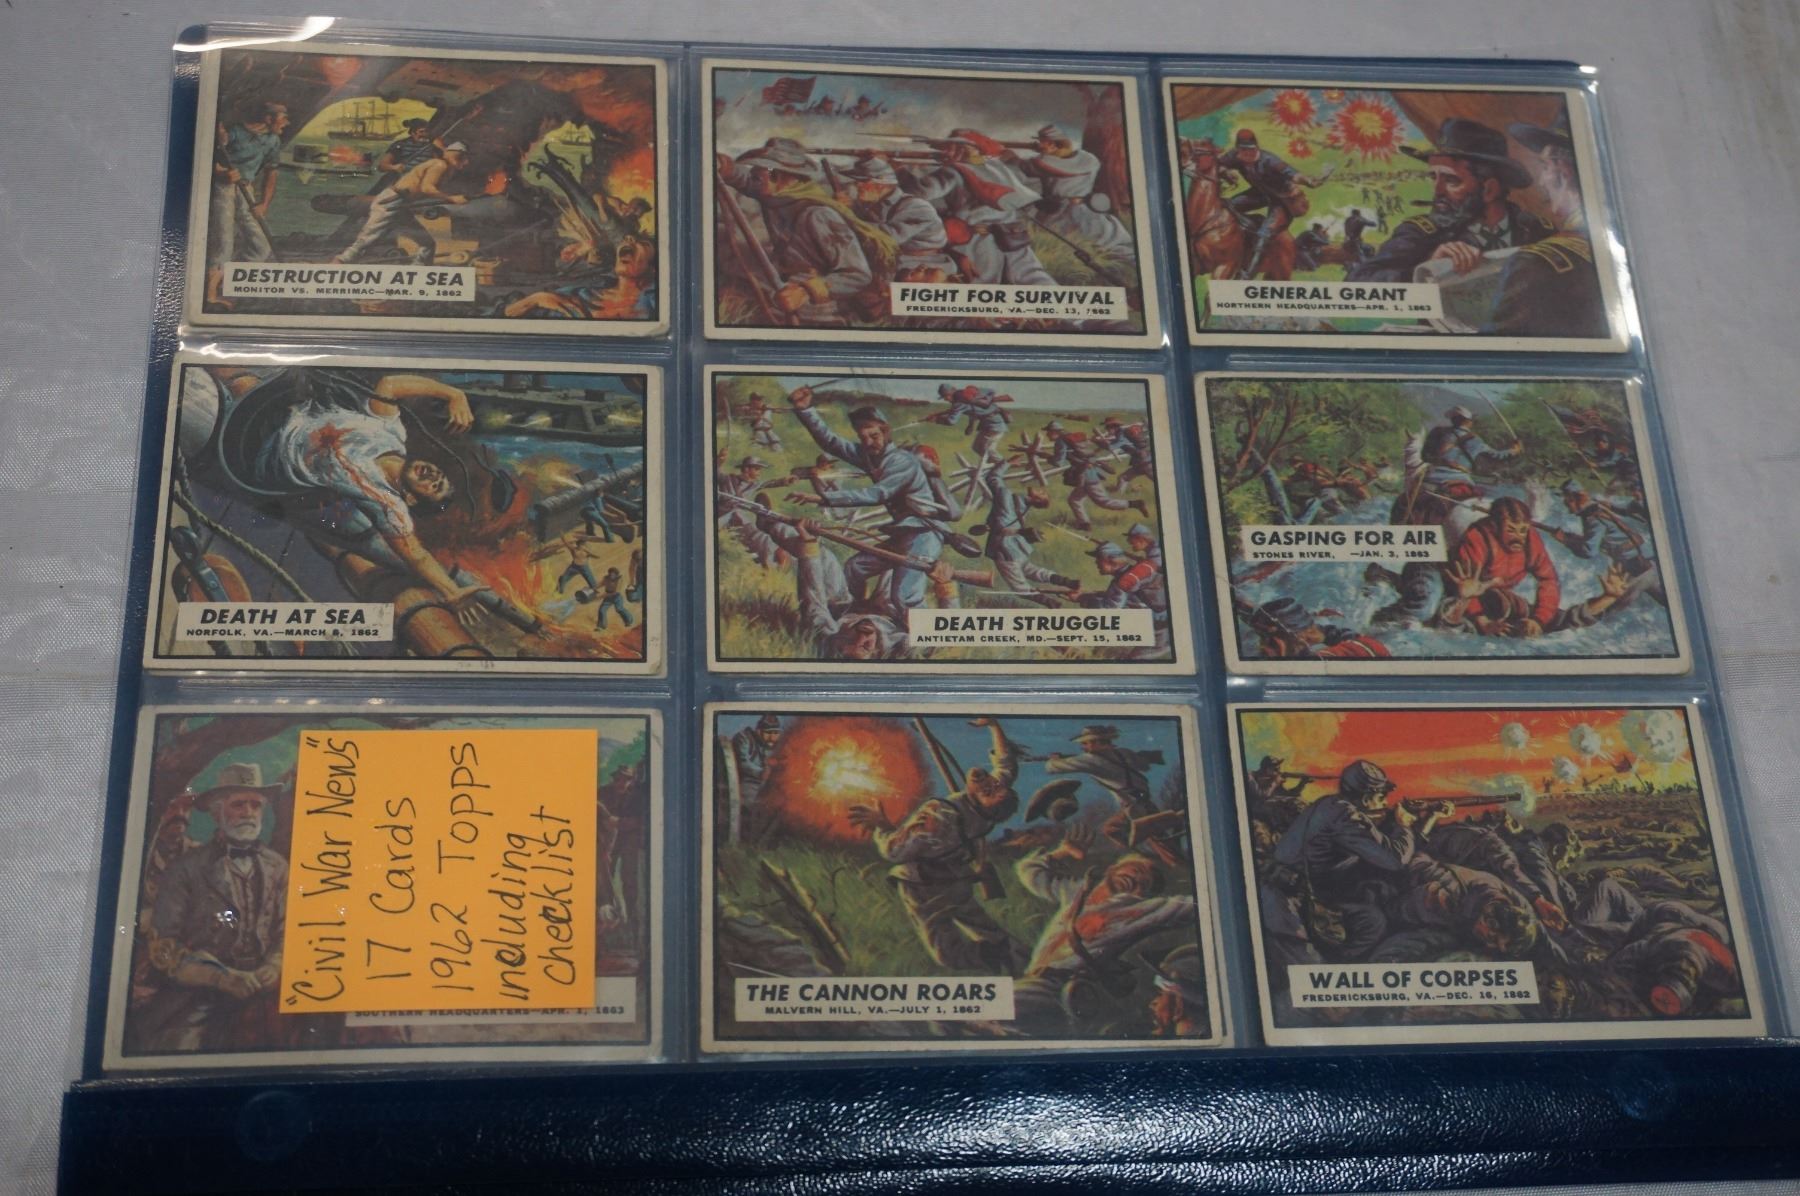 DESTRUCTION AT SEA
MONITOR VS. MERRIMAC—MAR. 9, 1862
FIGHT FOR SURVIVAL
FREDERICKSBURG, VA.—DEC. 13, 1862
GENERAL GRANT
NORTHERN HEADQUARTERS—APR. 1, 1863
DEATH AT SEA
NORFOLK, VA.—MARCH 8, 1862
DEATH STRUGGLE
ANTIETAM CREEK, MD.—SEPT. 15, 1862
GASPING FOR AIR
STONES RIVER, —JAN. 3, 1863
"Civil War News"
17 Cards
1962 Topps
including
checklist
SOUTHERN HEADQUARTERS—APR. 1, 1863
THE CANNON ROARS
MALVERN HILL, VA.—JULY 1, 1862
WALL OF CORPSES
FREDERICKSBURG, VA.—DEC. 16, 1862